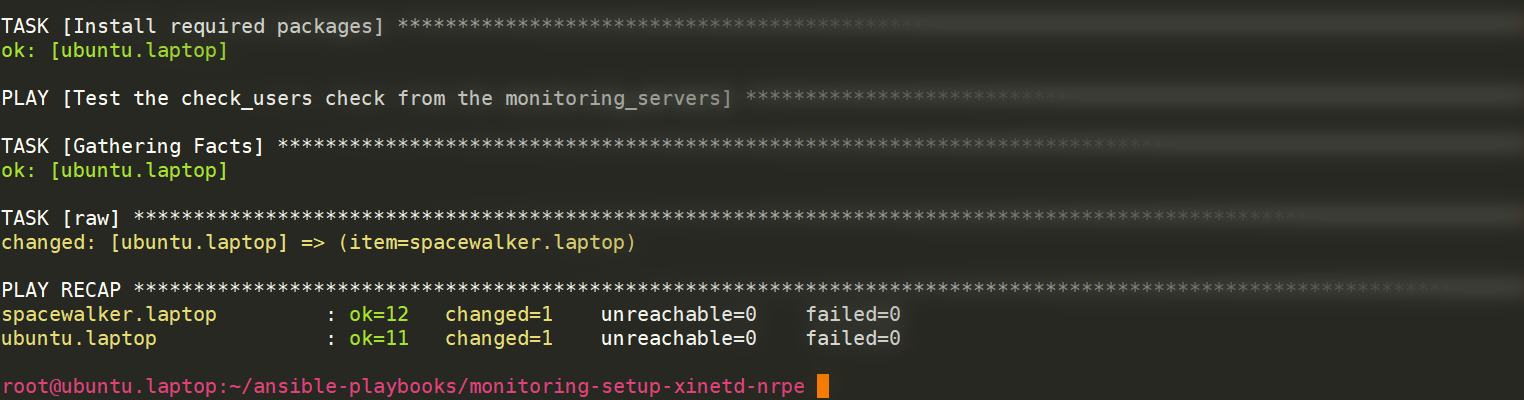 TASK [Install required packages] ********************************************
ok: [ubuntu.laptop]
PLAY [Test the check_users check from the monitoring_servers] ***************************
TASK [Gathering Facts] ***************************************************************************
ok: [ubuntu.laptop]
TASK [raw] **************************************************************************************************
changed: [ubuntu.laptop] => (item=spacewalker.laptop)
PLAY RECAP **************************************************************************************************************
spacewalker.laptop : ok=12 changed=1 unreachable=0 failed=0
ubuntu.laptop : ok=11 changed=1 unreachable=0 failed=0
root@ubuntu.laptop:~/ansible-playbooks/monitoring-setup-xinetd-nrpe